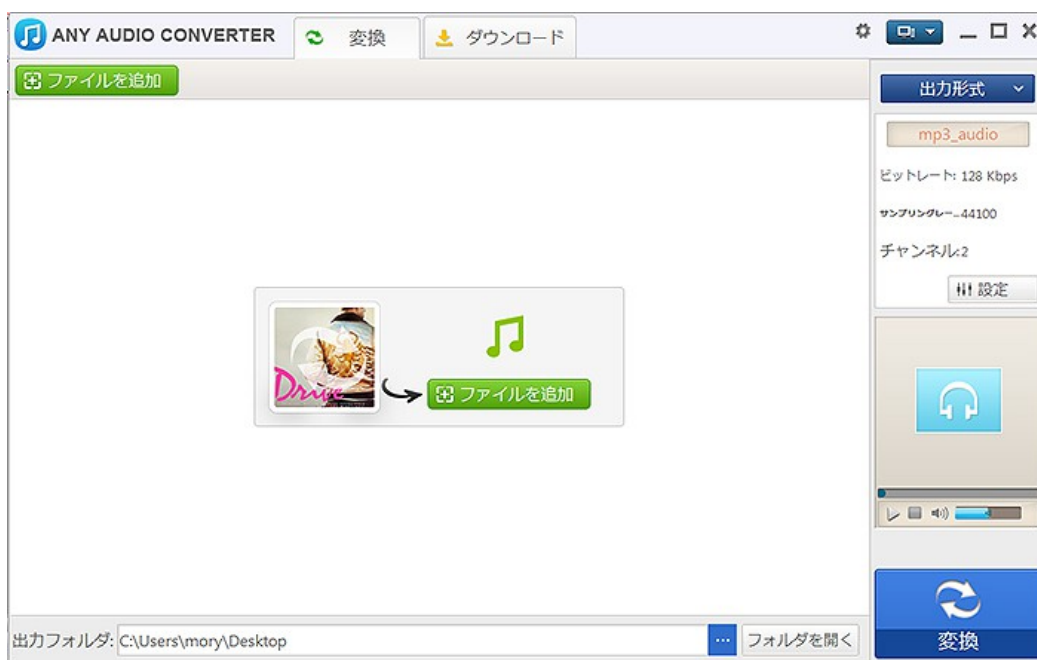 ANY AUDIO CONVERTER
変換
ダウンロード
ファイルを追加
出力形式
mp3_audio
ビットレート: 128 Kbps
サンプリングレー...44100
チャンネル:2
設定
Drive
ファイルを追加
出力フォルダ: C:\Users\mory\Desktop
...
フォルダを開く
変換